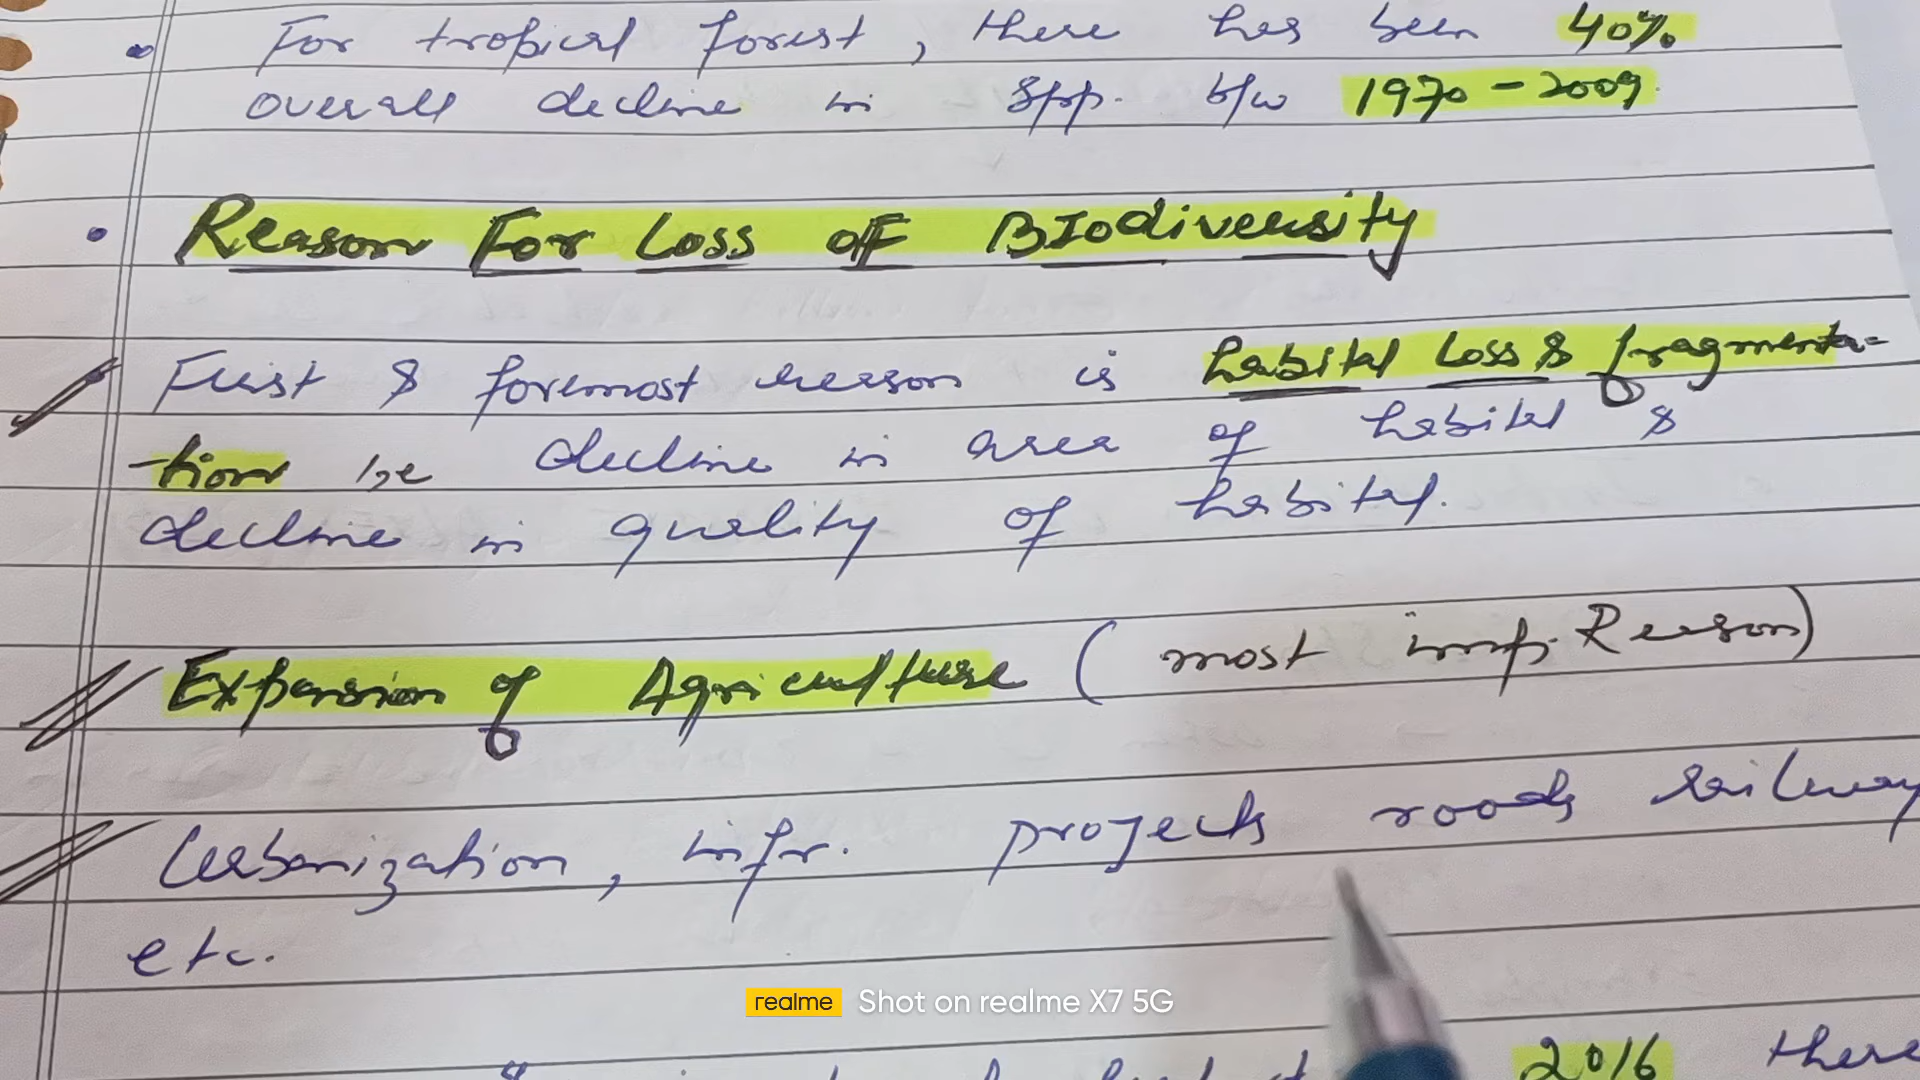 For tropical forest, there has been 40%
overall decline in spp. b/w 1970-2009.
Reason For Loss of BIodiversity
First & foremost reason is habitat loss & fragmenta-
-tion i.e decline in area of habitat &
decline in quality of habitat.
Expansion of Agriculture (most imp. Reason)
Urbanization, infr. projects roads railway
etc.
realme Shot on realme X7 5G
2016 there